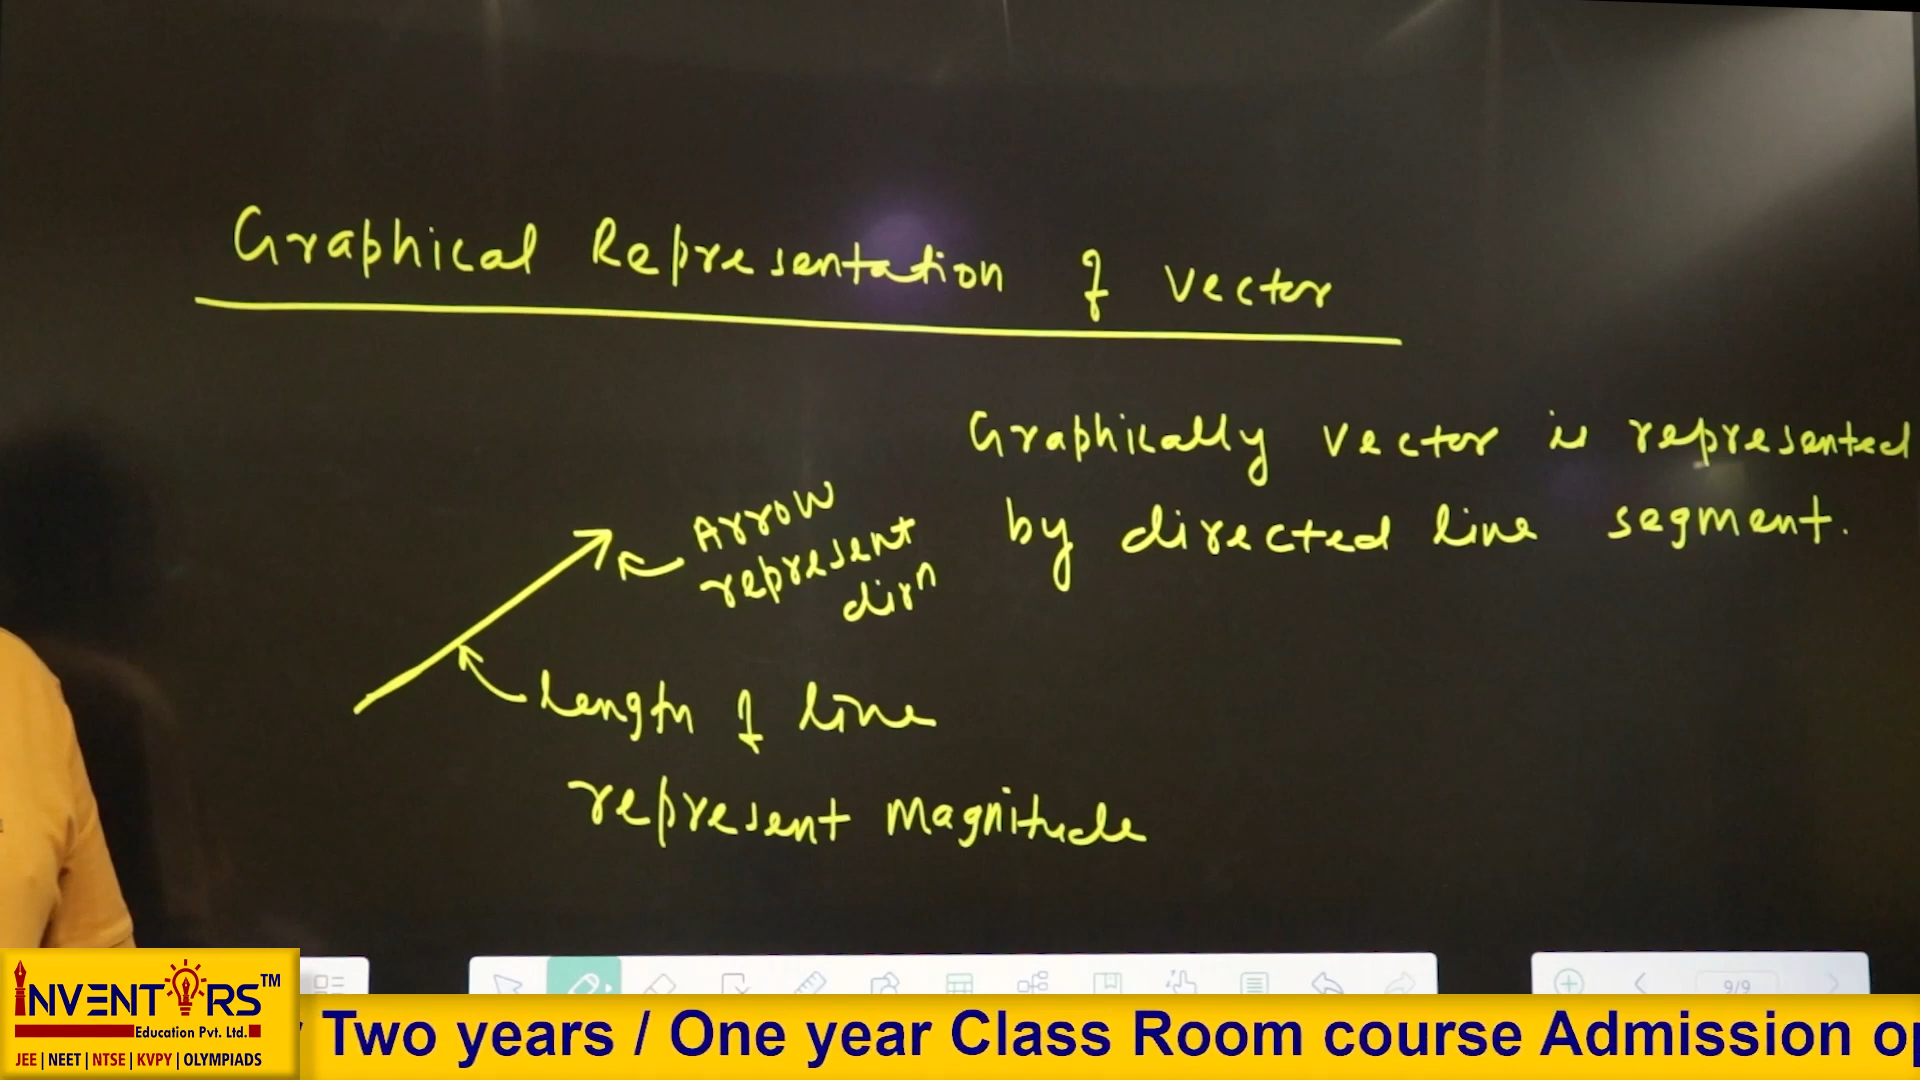 Graphical Representation of vector
Graphically vector is represented
by directed line segment.
Arrow
represent
dirn
Length of line
represent magnitude
9/9
INVENTORS TM
Education Pvt. Ltd.
JEE | NEET | NTSE | KVPY | OLYMPIADS
Two years / One year Class Room course Admission op